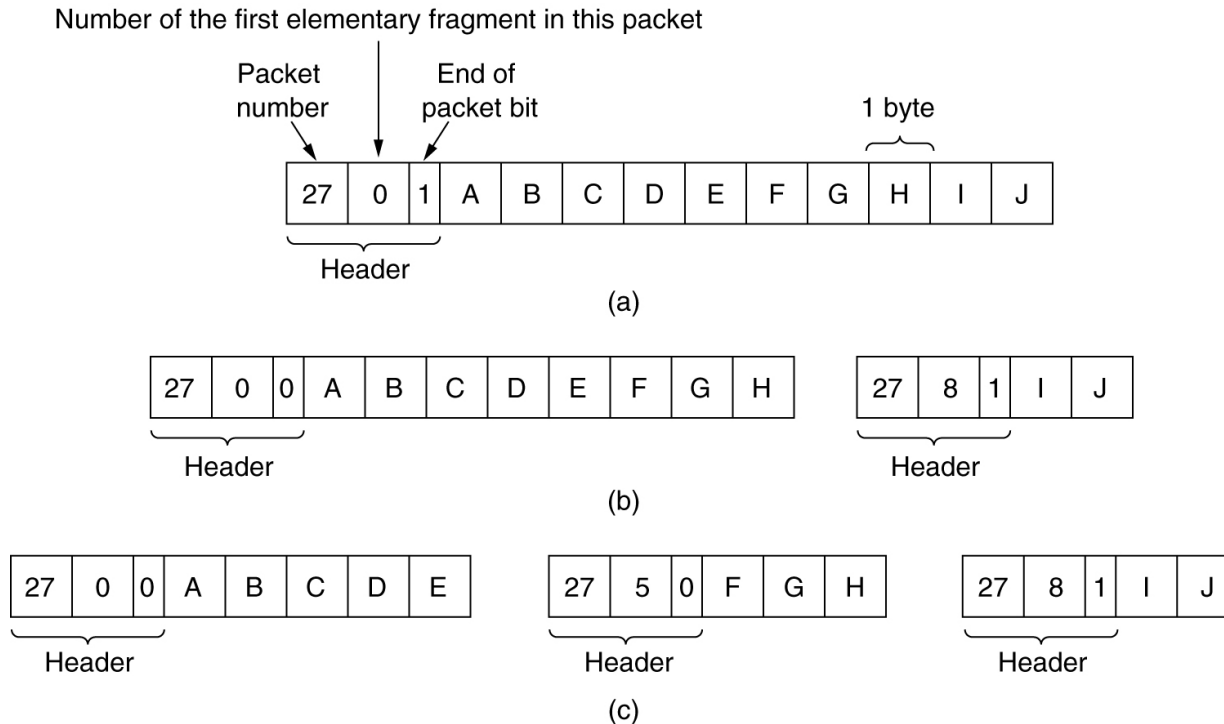 Number of the first elementary fragment in this packet
Packet number
End of packet bit
1 byte
27 0 1 A B C D E F G H I J
Header
(a)
27 0 0 A B C D E F G H
27 8 1 I J
Header
Header
(b)
27 0 0 A B C D E
27 5 0 F G H
27 8 1 I J
Header
Header
Header
(c)